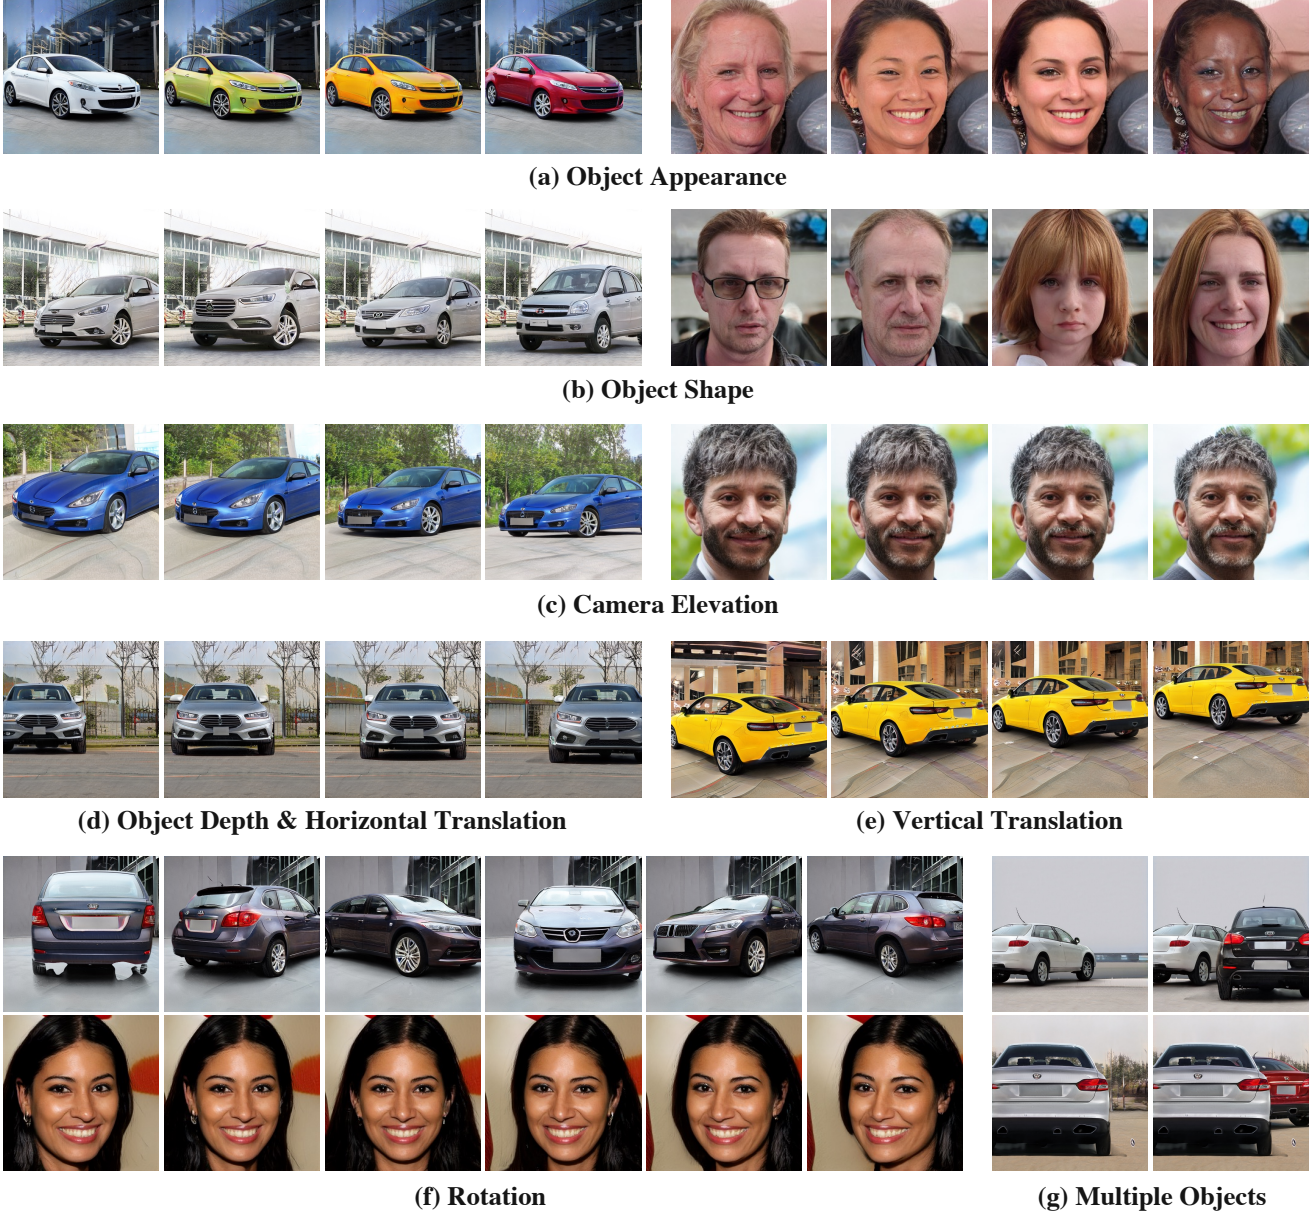 (a) Object Appearance
(b) Object Shape
(c) Camera Elevation
(d) Object Depth & Horizontal Translation
(e) Vertical Translation
(f) Rotation
(g) Multiple Objects